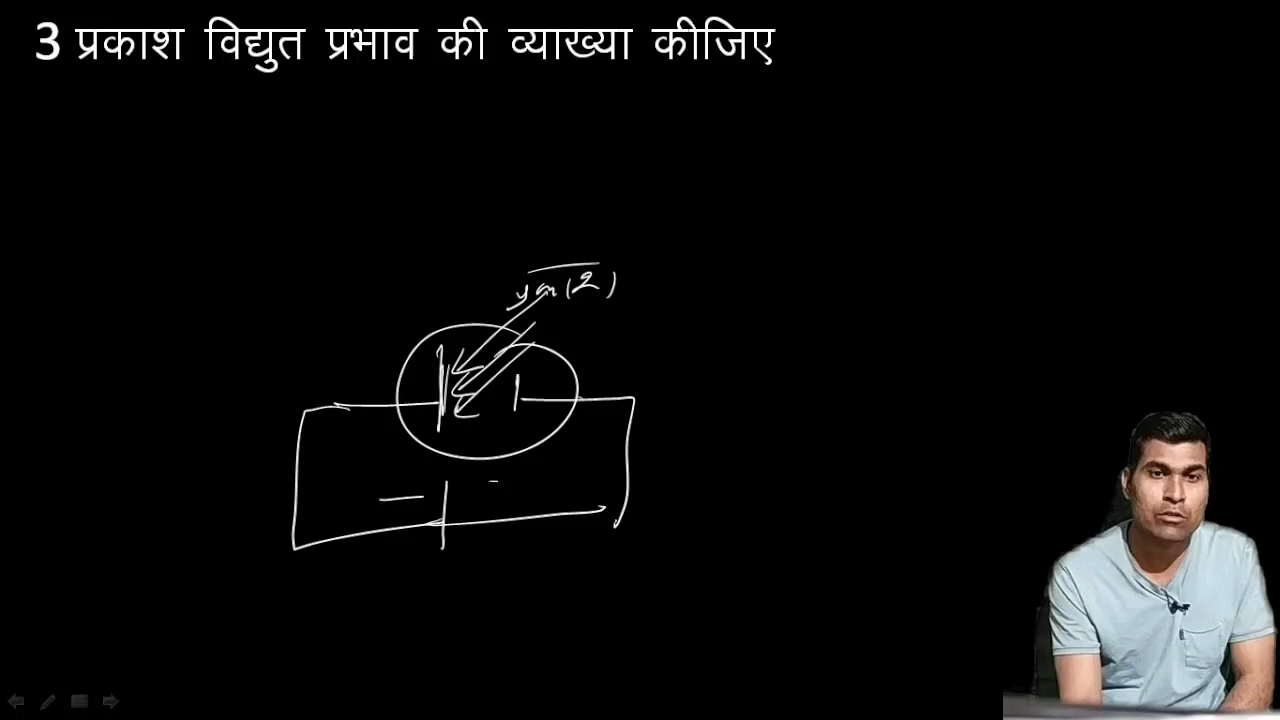 3 प्रकाश विद्युत प्रभाव की व्याख्या कीजिए